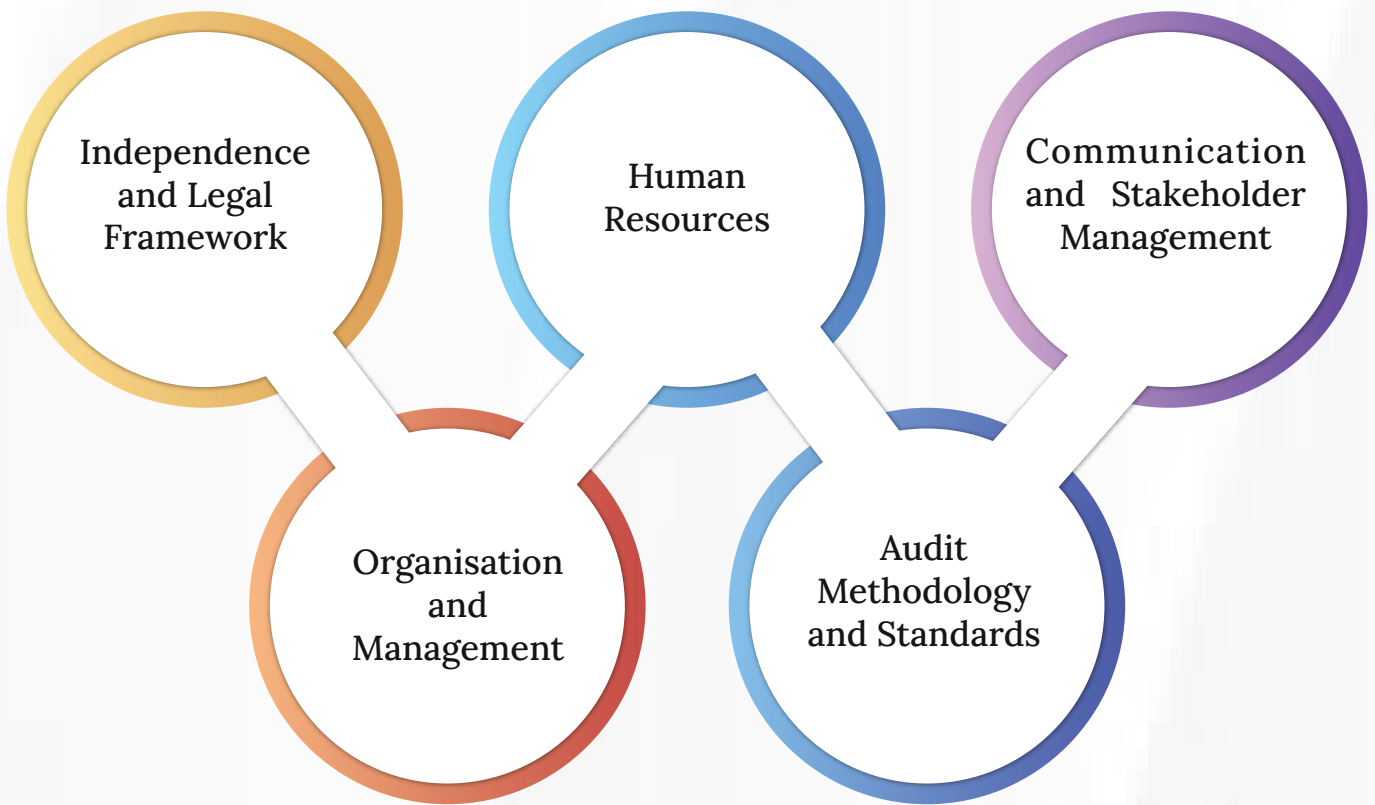 Independence
and Legal
Framework
Organisation
and
Management
Human
Resources
Audit
Methodology
and Standards
Communication
and Stakeholder
Management